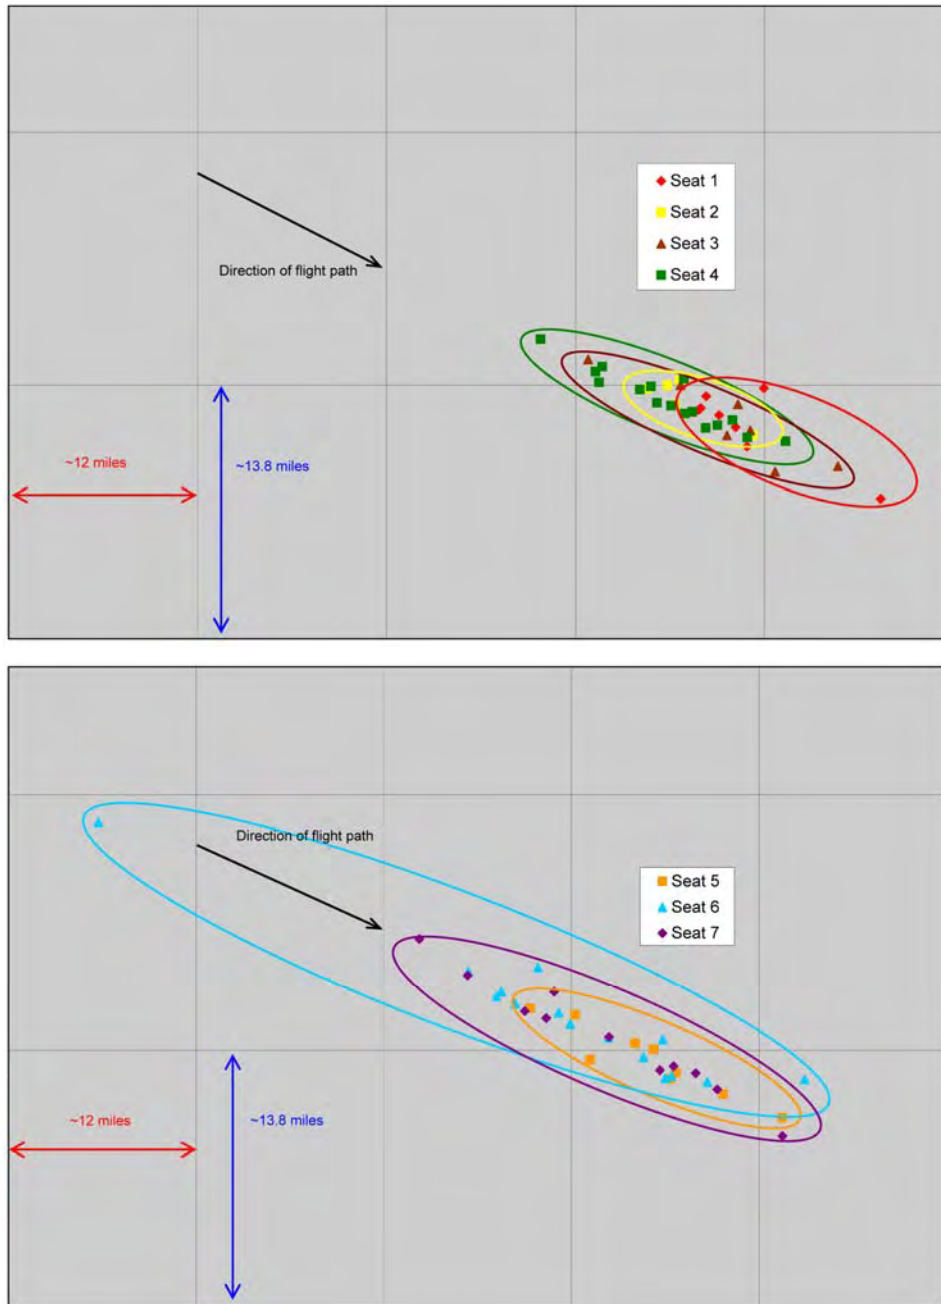 Seat 1
Seat 2
Seat 3
Seat 4
Direction of flight path
~12 miles
~13.8 miles
Direction of flight path
Seat 5
Seat 6
Seat 7
~12 miles
~13.8 miles